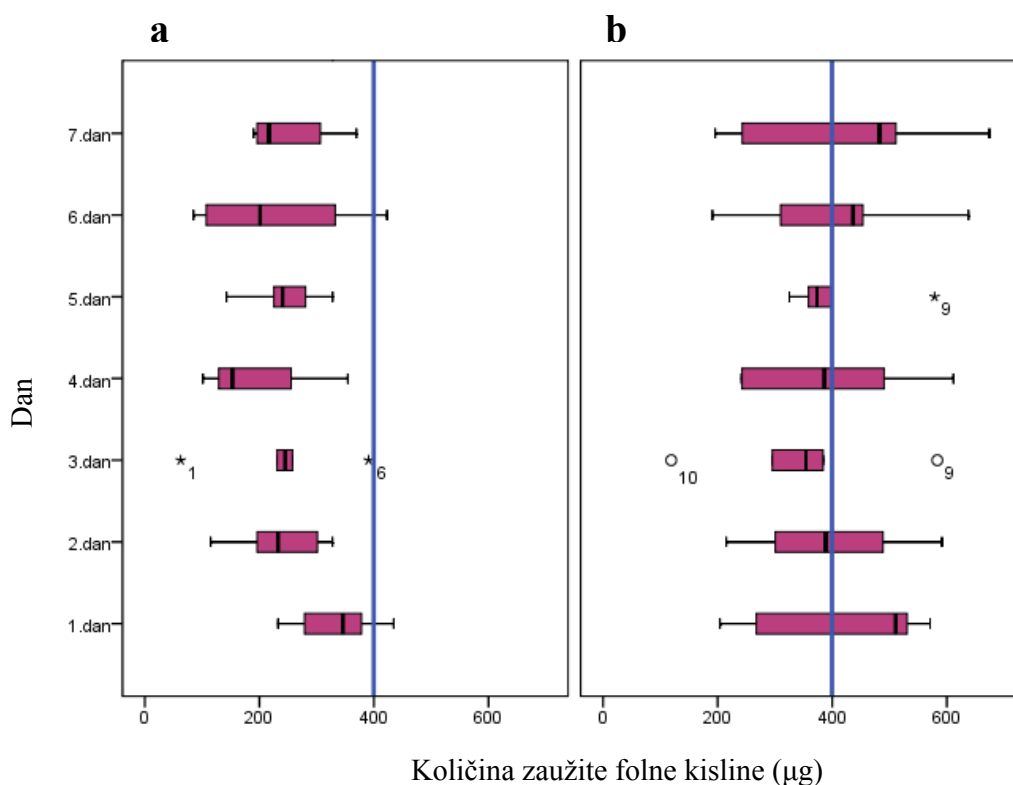 a b
7.dan
6.dan
5.dan
*9
4.dan
Dan
3.dan
*1 *6
○10 ○9
2.dan
1.dan
0 200 400 600 0 200 400 600
Količina zaužite folne kisline (µg)